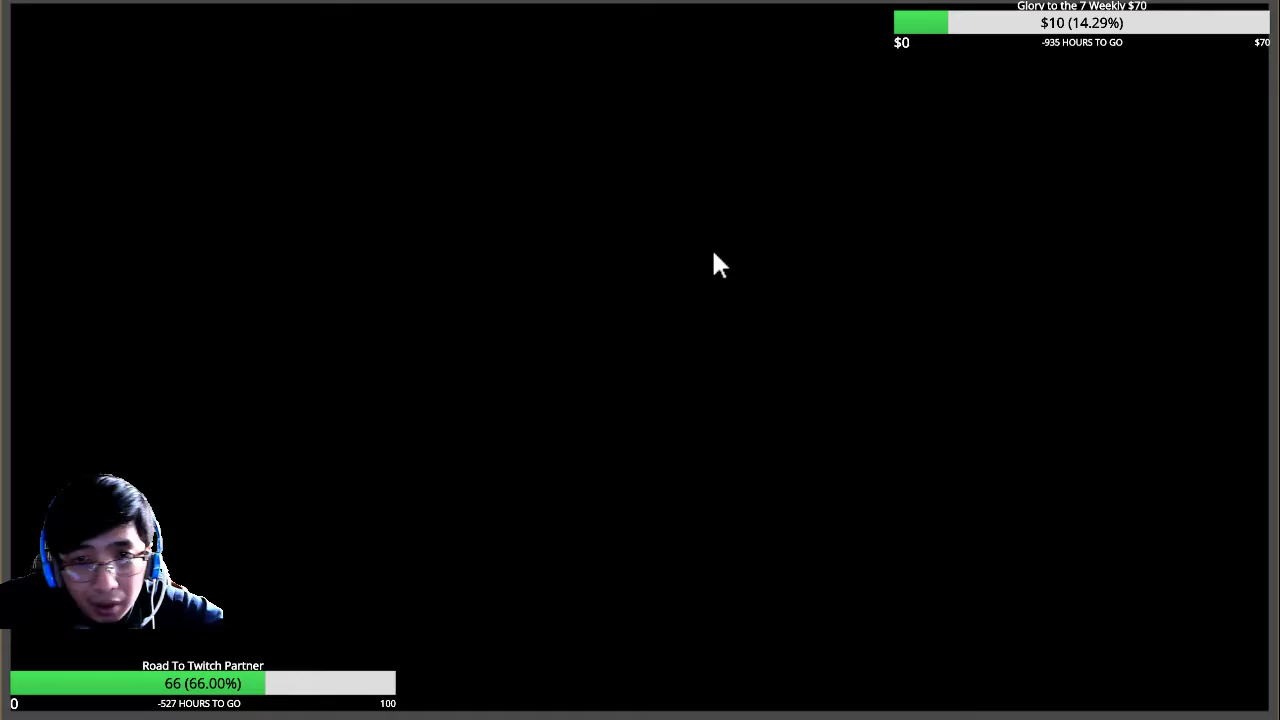 Glory to the 7 Weekly $70
$10 (14.29%)
$0 -935 HOURS TO GO $70
Road To Twitch Partner
66 (66.00%)
0 -527 HOURS TO GO 100